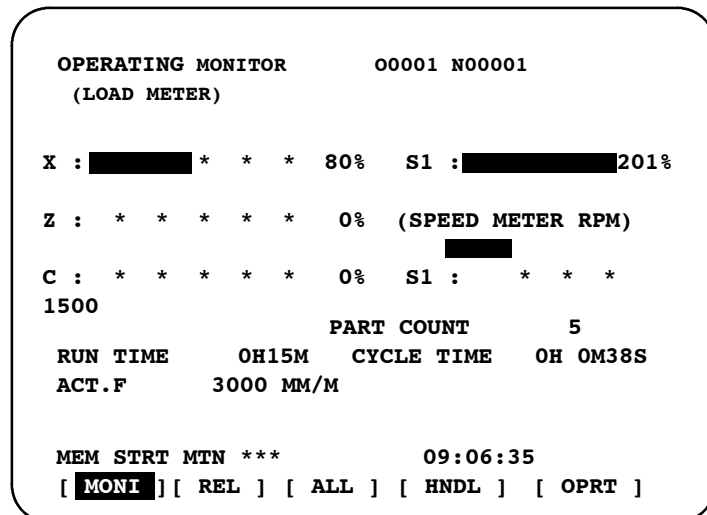 OPERATING MONITOR O0001 N00001
(LOAD METER)
X : * * * 80% S1 : 201%
Z : * * * * * 0% (SPEED METER RPM)
C : * * * * * 0% S1 : * * *
1500
PART COUNT 5
RUN TIME 0H15M CYCLE TIME 0H 0M38S
ACT.F 3000 MM/M
MEM STRT MTN *** 09:06:35
[ MONI ][ REL ] [ ALL ] [ HNDL ] [ OPRT ]